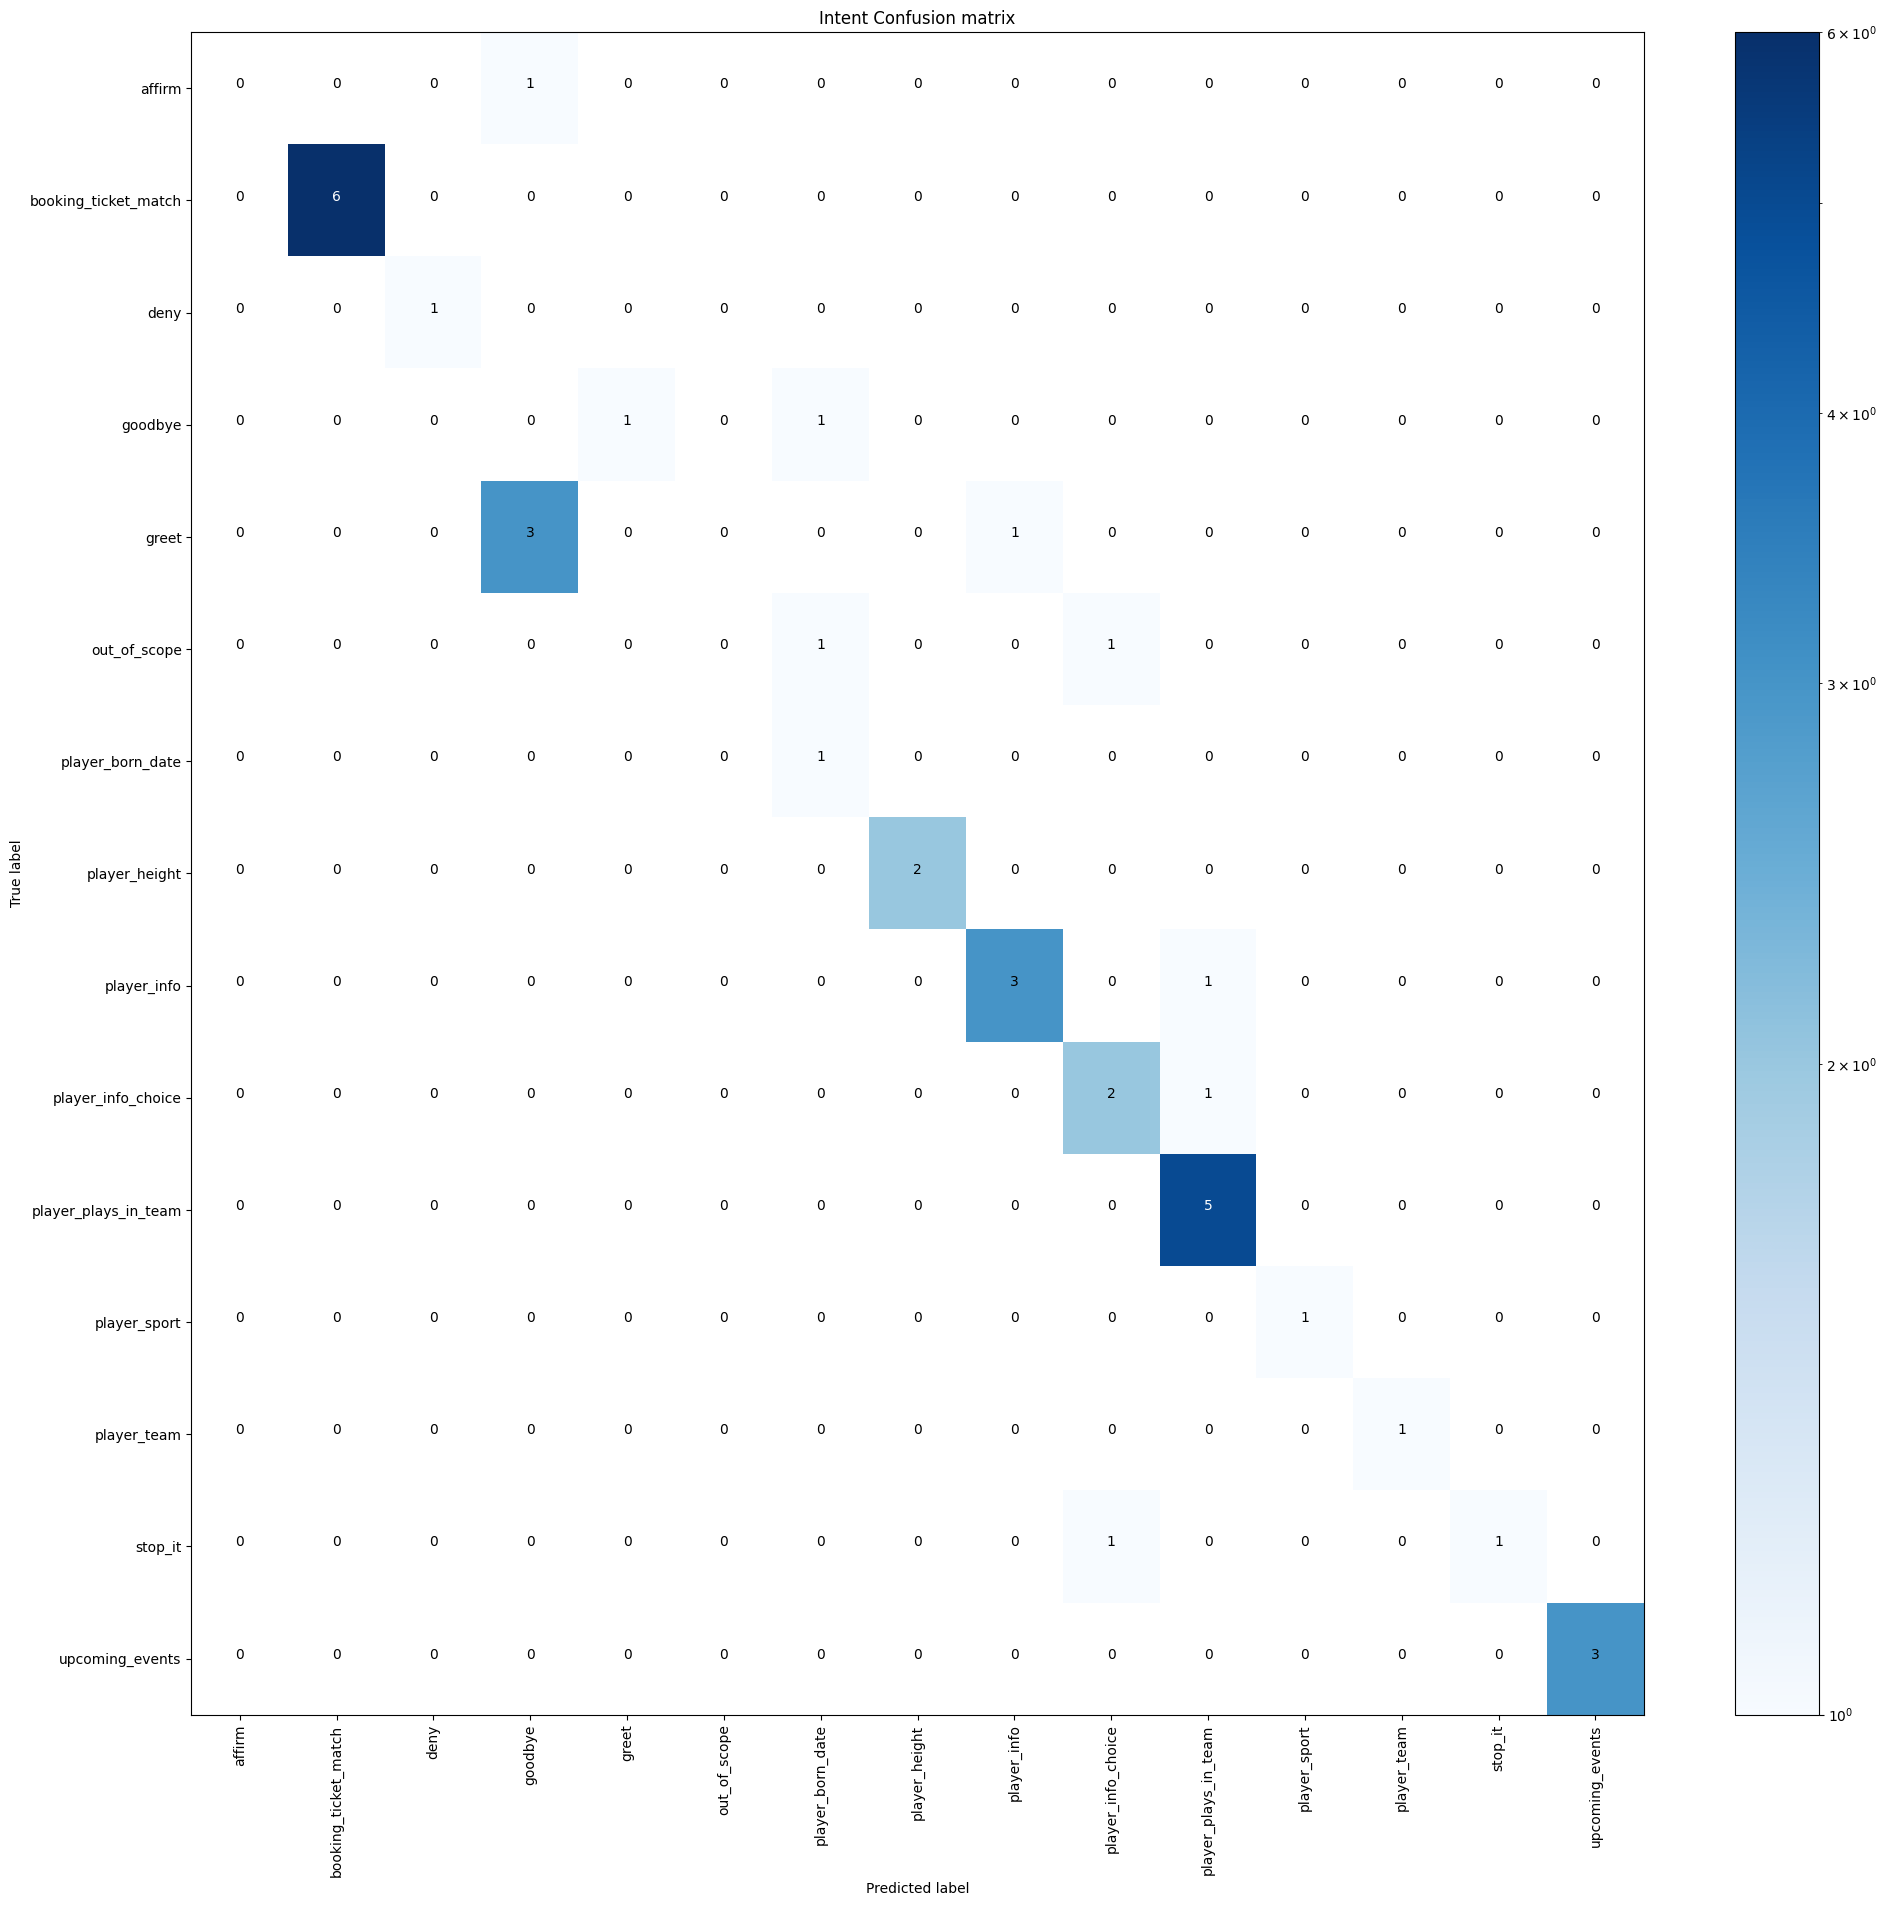 Intent Confusion matrix
True label
affirm 0 0 0 1 0 0 0 0 0 0 0 0 0 0 0
booking_ticket_match 0 6 0 0 0 0 0 0 0 0 0 0 0 0 0
deny 0 0 1 0 0 0 0 0 0 0 0 0 0 0 0
goodbye 0 0 0 0 1 0 1 0 0 0 0 0 0 0 0
greet 0 0 0 3 0 0 0 0 1 0 0 0 0 0 0
out_of_scope 0 0 0 0 0 0 1 0 0 1 0 0 0 0 0
player_born_date 0 0 0 0 0 0 1 0 0 0 0 0 0 0 0
player_height 0 0 0 0 0 0 0 2 0 0 0 0 0 0 0
player_info 0 0 0 0 0 0 0 0 3 0 1 0 0 0 0
player_info_choice 0 0 0 0 0 0 0 0 0 2 1 0 0 0 0
player_plays_in_team 0 0 0 0 0 0 0 0 0 0 5 0 0 0 0
player_sport 0 0 0 0 0 0 0 0 0 0 0 1 0 0 0
player_team 0 0 0 0 0 0 0 0 0 0 0 0 1 0 0
stop_it 0 0 0 0 0 0 0 0 0 1 0 0 0 1 0
upcoming_events 0 0 0 0 0 0 0 0 0 0 0 0 0 0 3
affirm
booking_ticket_match
deny
goodbye
greet
out_of_scope
player_born_date
player_height
player_info
player_info_choice
player_plays_in_team
player_sport
player_team
stop_it
upcoming_events
Predicted label
6 × 10⁰
4 × 10⁰
3 × 10⁰
2 × 10⁰
10⁰